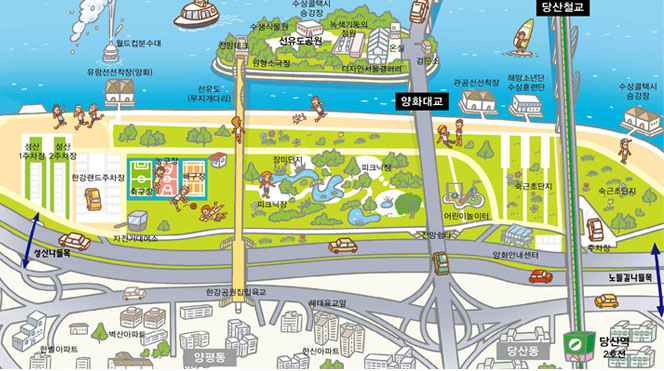 당산철교
수상콜택시
승강장
수생식물원
녹색기둥의
정원
선유도공원
전망데크
온실
월드컵분수대
원형소극장
디자인서울갤러리
검문소
유람선선착장(양화)
선유도
(무지개다리)
양화대교
관공선선착장
해양소년단
수상훈련단
수상콜택시
승강장
성산
1주차장
성산
2주차장
한강랜드주차장
농구장
배구장
축구장
장미단지
피크닉장
피크닉장
어린이놀이터
숙근초단지
숙근초단지
자전거대여소
성산나들목
전망쉼터
양화안내센터
주차장
노들길나들목
한강공원진입육교
해태육교앞
벽산아파트
한별아파트
양평동
한신아파트
당산동
당산역
2호선